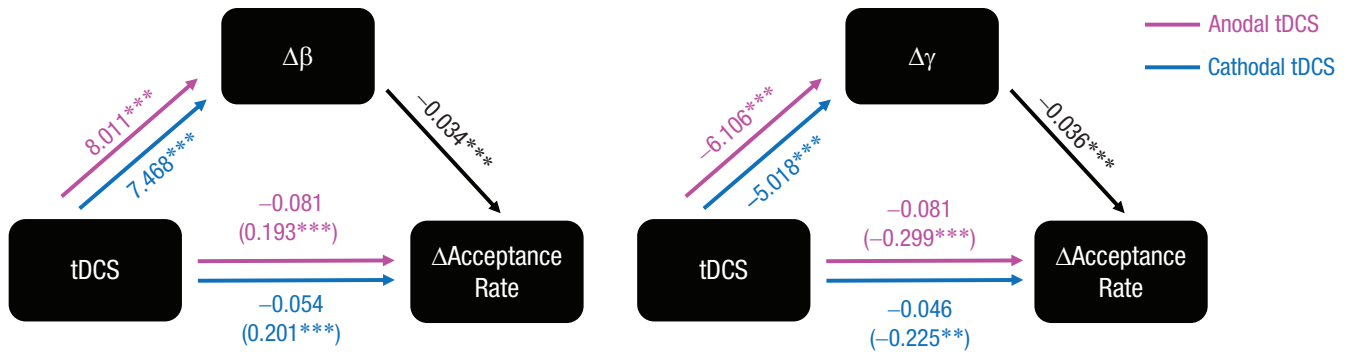 Δβ
8.011***
7.468***
−0.034***
tDCS
−0.081
(0.193***)
−0.054
(0.201***)
ΔAcceptance
Rate
Δγ
−6.106***
−5.018***
−0.036***
tDCS
−0.081
(−0.299***)
−0.046
(−0.225**)
ΔAcceptance
Rate
Anodal tDCS
Cathodal tDCS